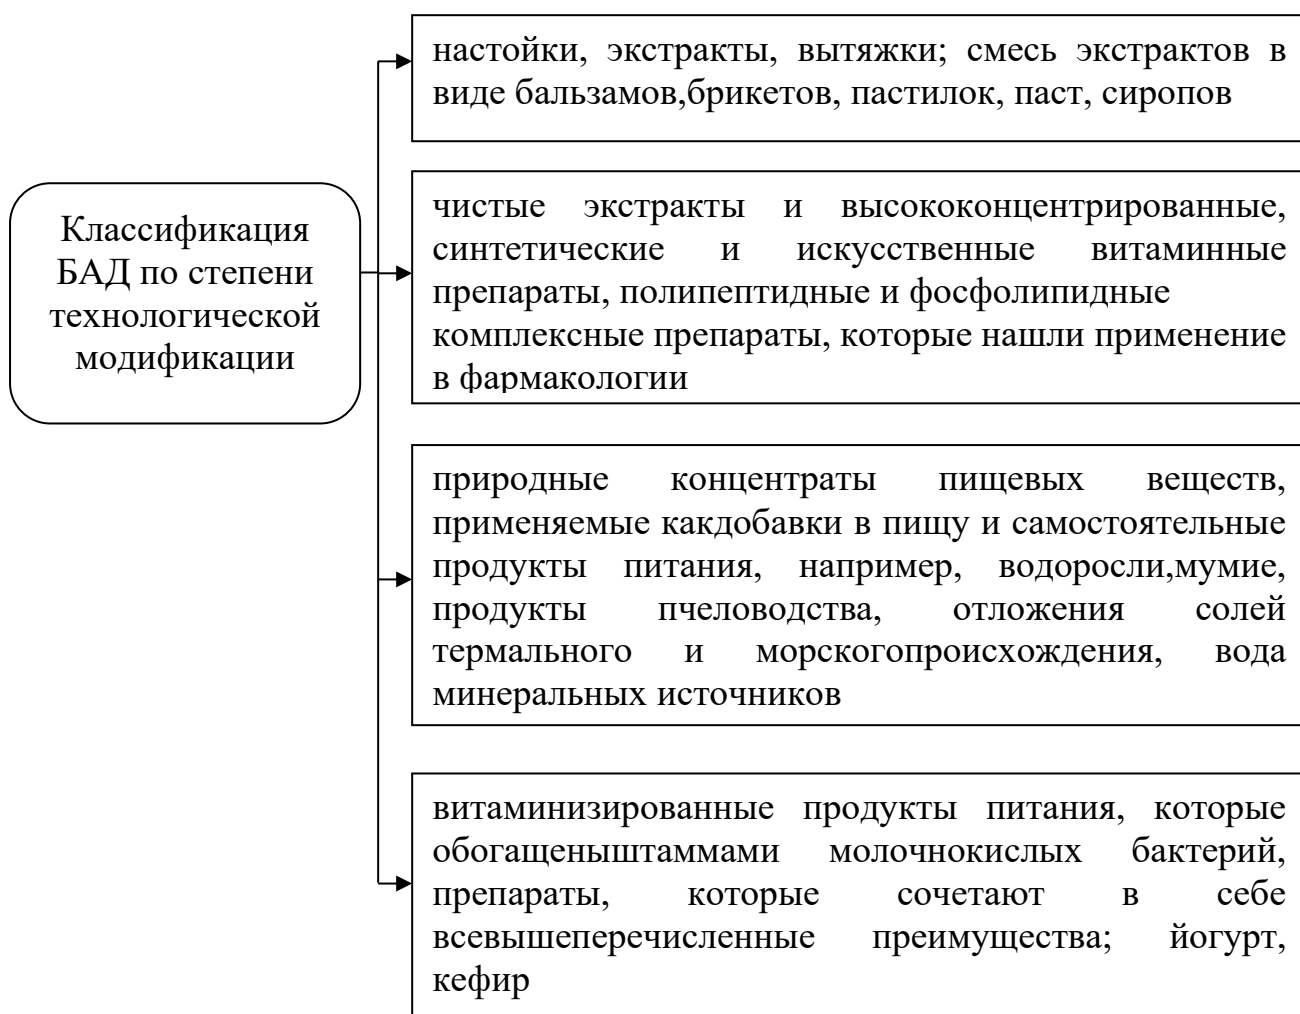 настойки, экстракты, вытяжки; смесь экстрактов в
виде бальзамов,брикетов, пастилок, паст, сиропов
Классификация
БАД по степени
технологической
модификации
чистые экстракты и высококонцентрированные,
синтетические и искусственные витаминные
препараты, полипептидные и фосфолипидные
комплексные препараты, которые нашли применение
в фармакологии
природные концентраты пищевых веществ,
применяемые какдобавки в пищу и самостоятельные
продукты питания, например, водоросли,мумие,
продукты пчеловодства, отложения солей
термального и морскогопроисхождения, вода
минеральных источников
витаминизированные продукты питания, которые
обогащеныштаммами молочнокислых бактерий,
препараты, которые сочетают в себе
всевышеперечисленные преимущества; йогурт,
кефир